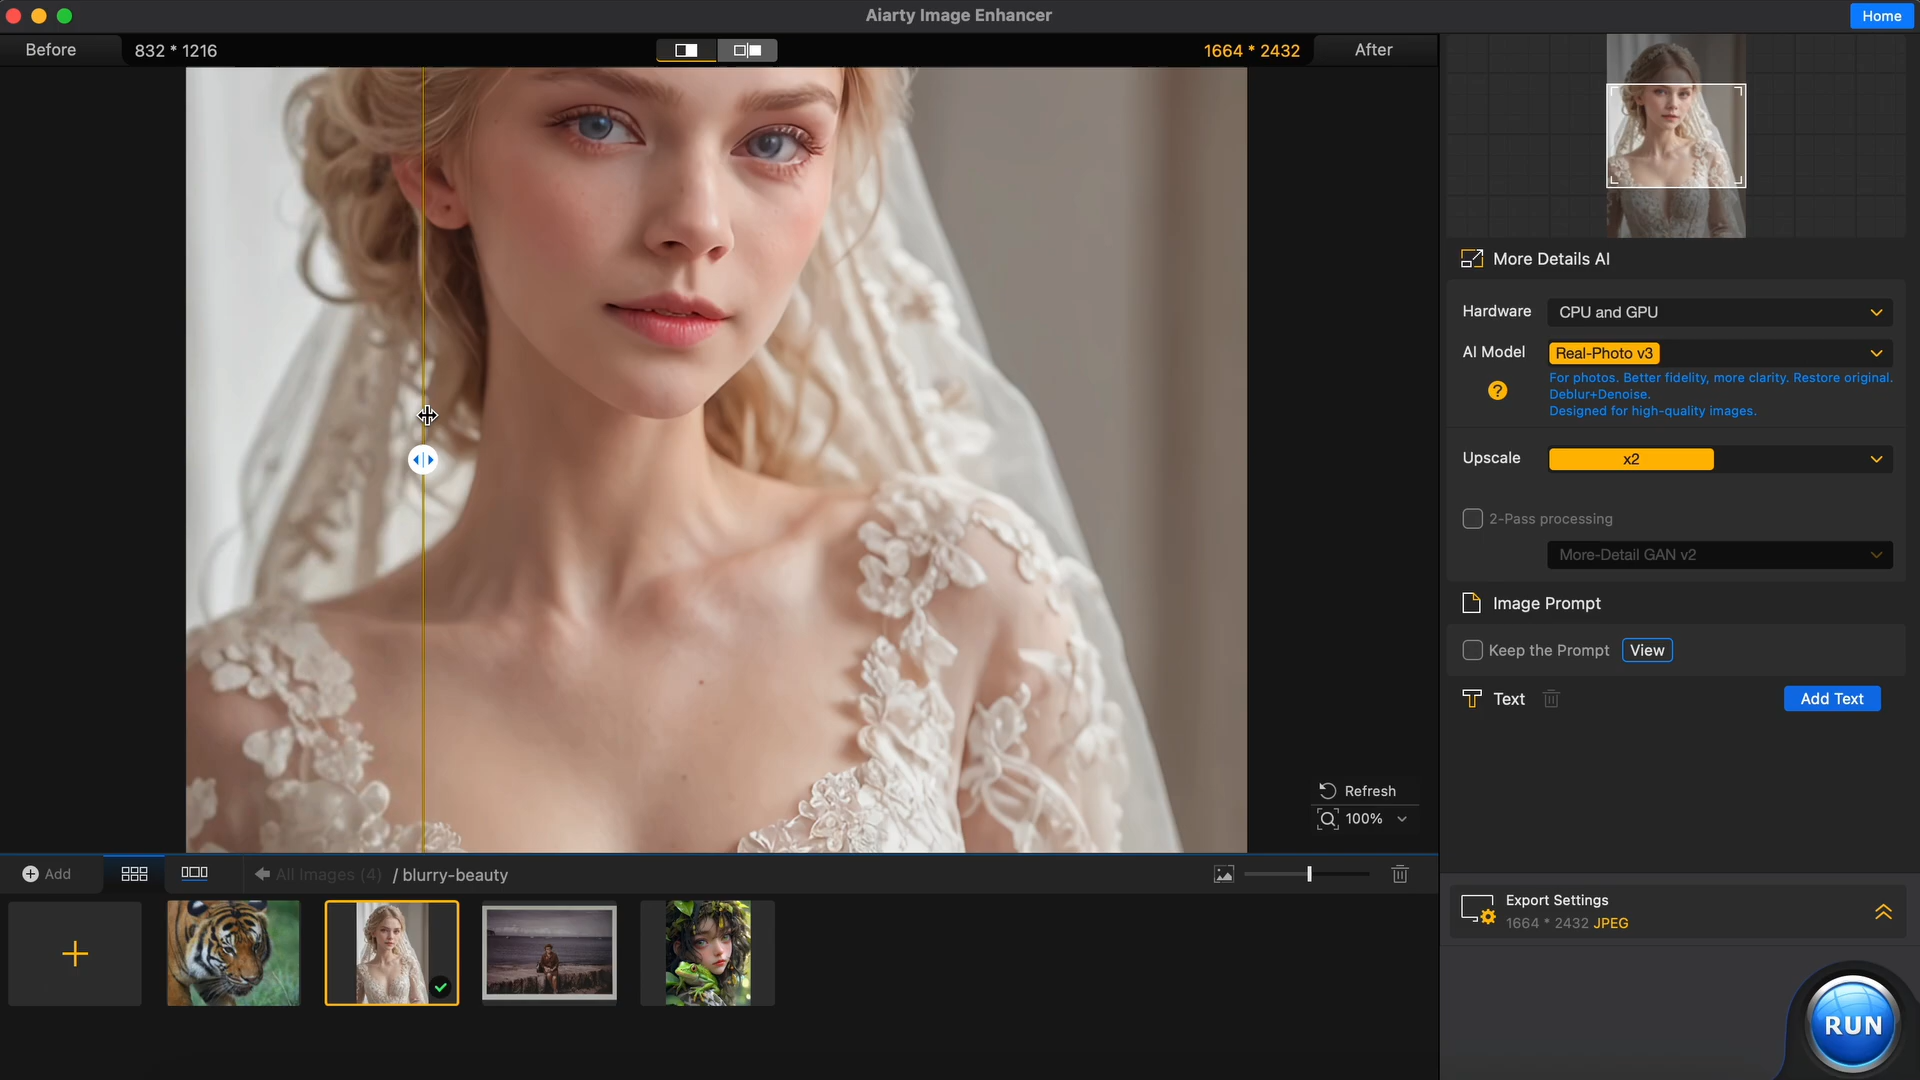 Aiarty Image Enhancer
Home
Before
832 * 1216
1664 * 2432
After
More Details AI
Hardware
CPU and GPU
AI Model
Real-Photo v3
?
For photos. Better fidelity, more clarity. Restore original.
Deblur+Denoise.
Designed for high-quality images.
Upscale
x2
2-Pass processing
More-Detail GAN v2
Image Prompt
Keep the Prompt
View
Text
Add Text
Refresh
100%
Add
All Images (4)
/ blurry-beauty
Export Settings
1664 * 2432 JPEG
RUN